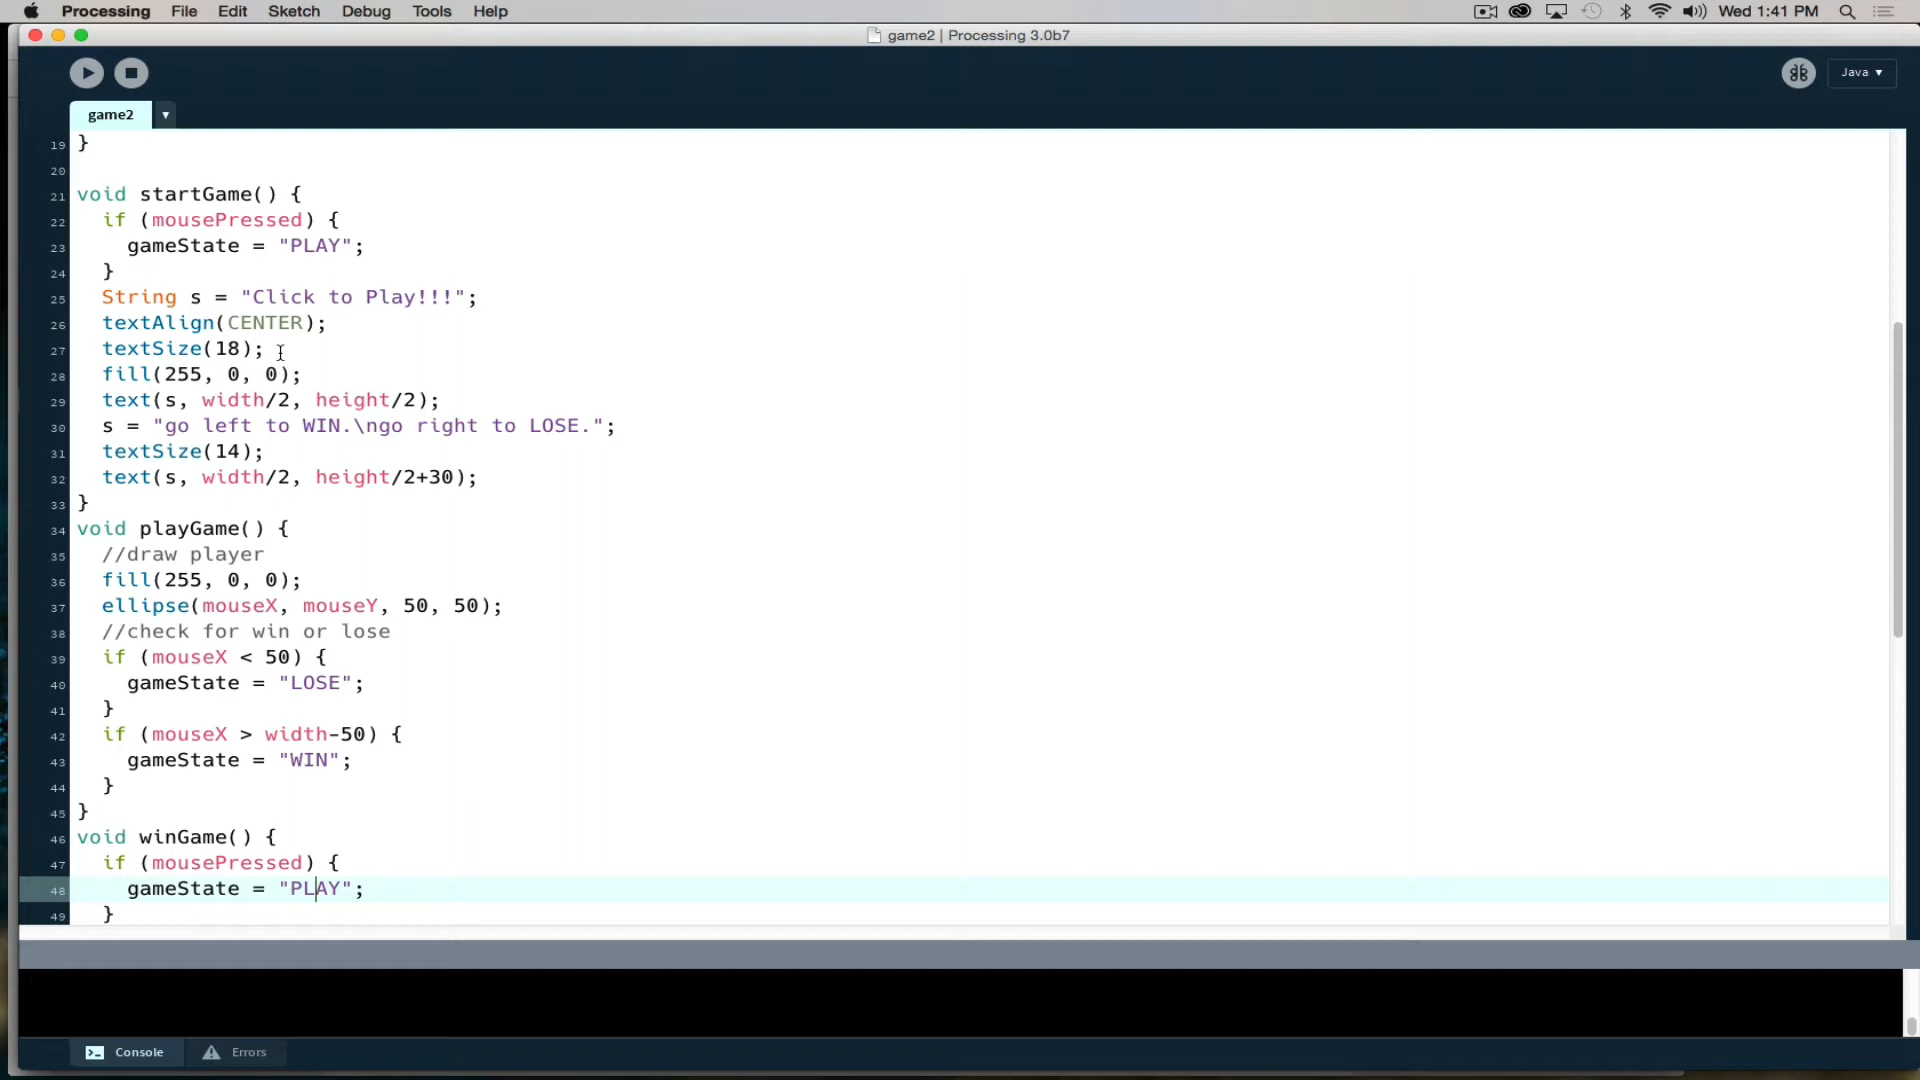 Processing File Edit Sketch Debug Tools Help Wed 1:41 PM
game2 | Processing 3.0b7
Java ▼
game2 ▼
19 }
20
21 void startGame() {
22   if (mousePressed) {
23     gameState = "PLAY";
24   }
25   String s = "Click to Play!!!";
26   textAlign(CENTER);
27   textSize(18);
28   fill(255, 0, 0);
29   text(s, width/2, height/2);
30   s = "go left to WIN.\ngo right to LOSE.";
31   textSize(14);
32   text(s, width/2, height/2+30);
33 }
34 void playGame() {
35   //draw player
36   fill(255, 0, 0);
37   ellipse(mouseX, mouseY, 50, 50);
38   //check for win or lose
39   if (mouseX < 50) {
40     gameState = "LOSE";
41   }
42   if (mouseX > width-50) {
43     gameState = "WIN";
44   }
45 }
46 void winGame() {
47   if (mousePressed) {
48     gameState = "PLAY";
49   }
Console Errors